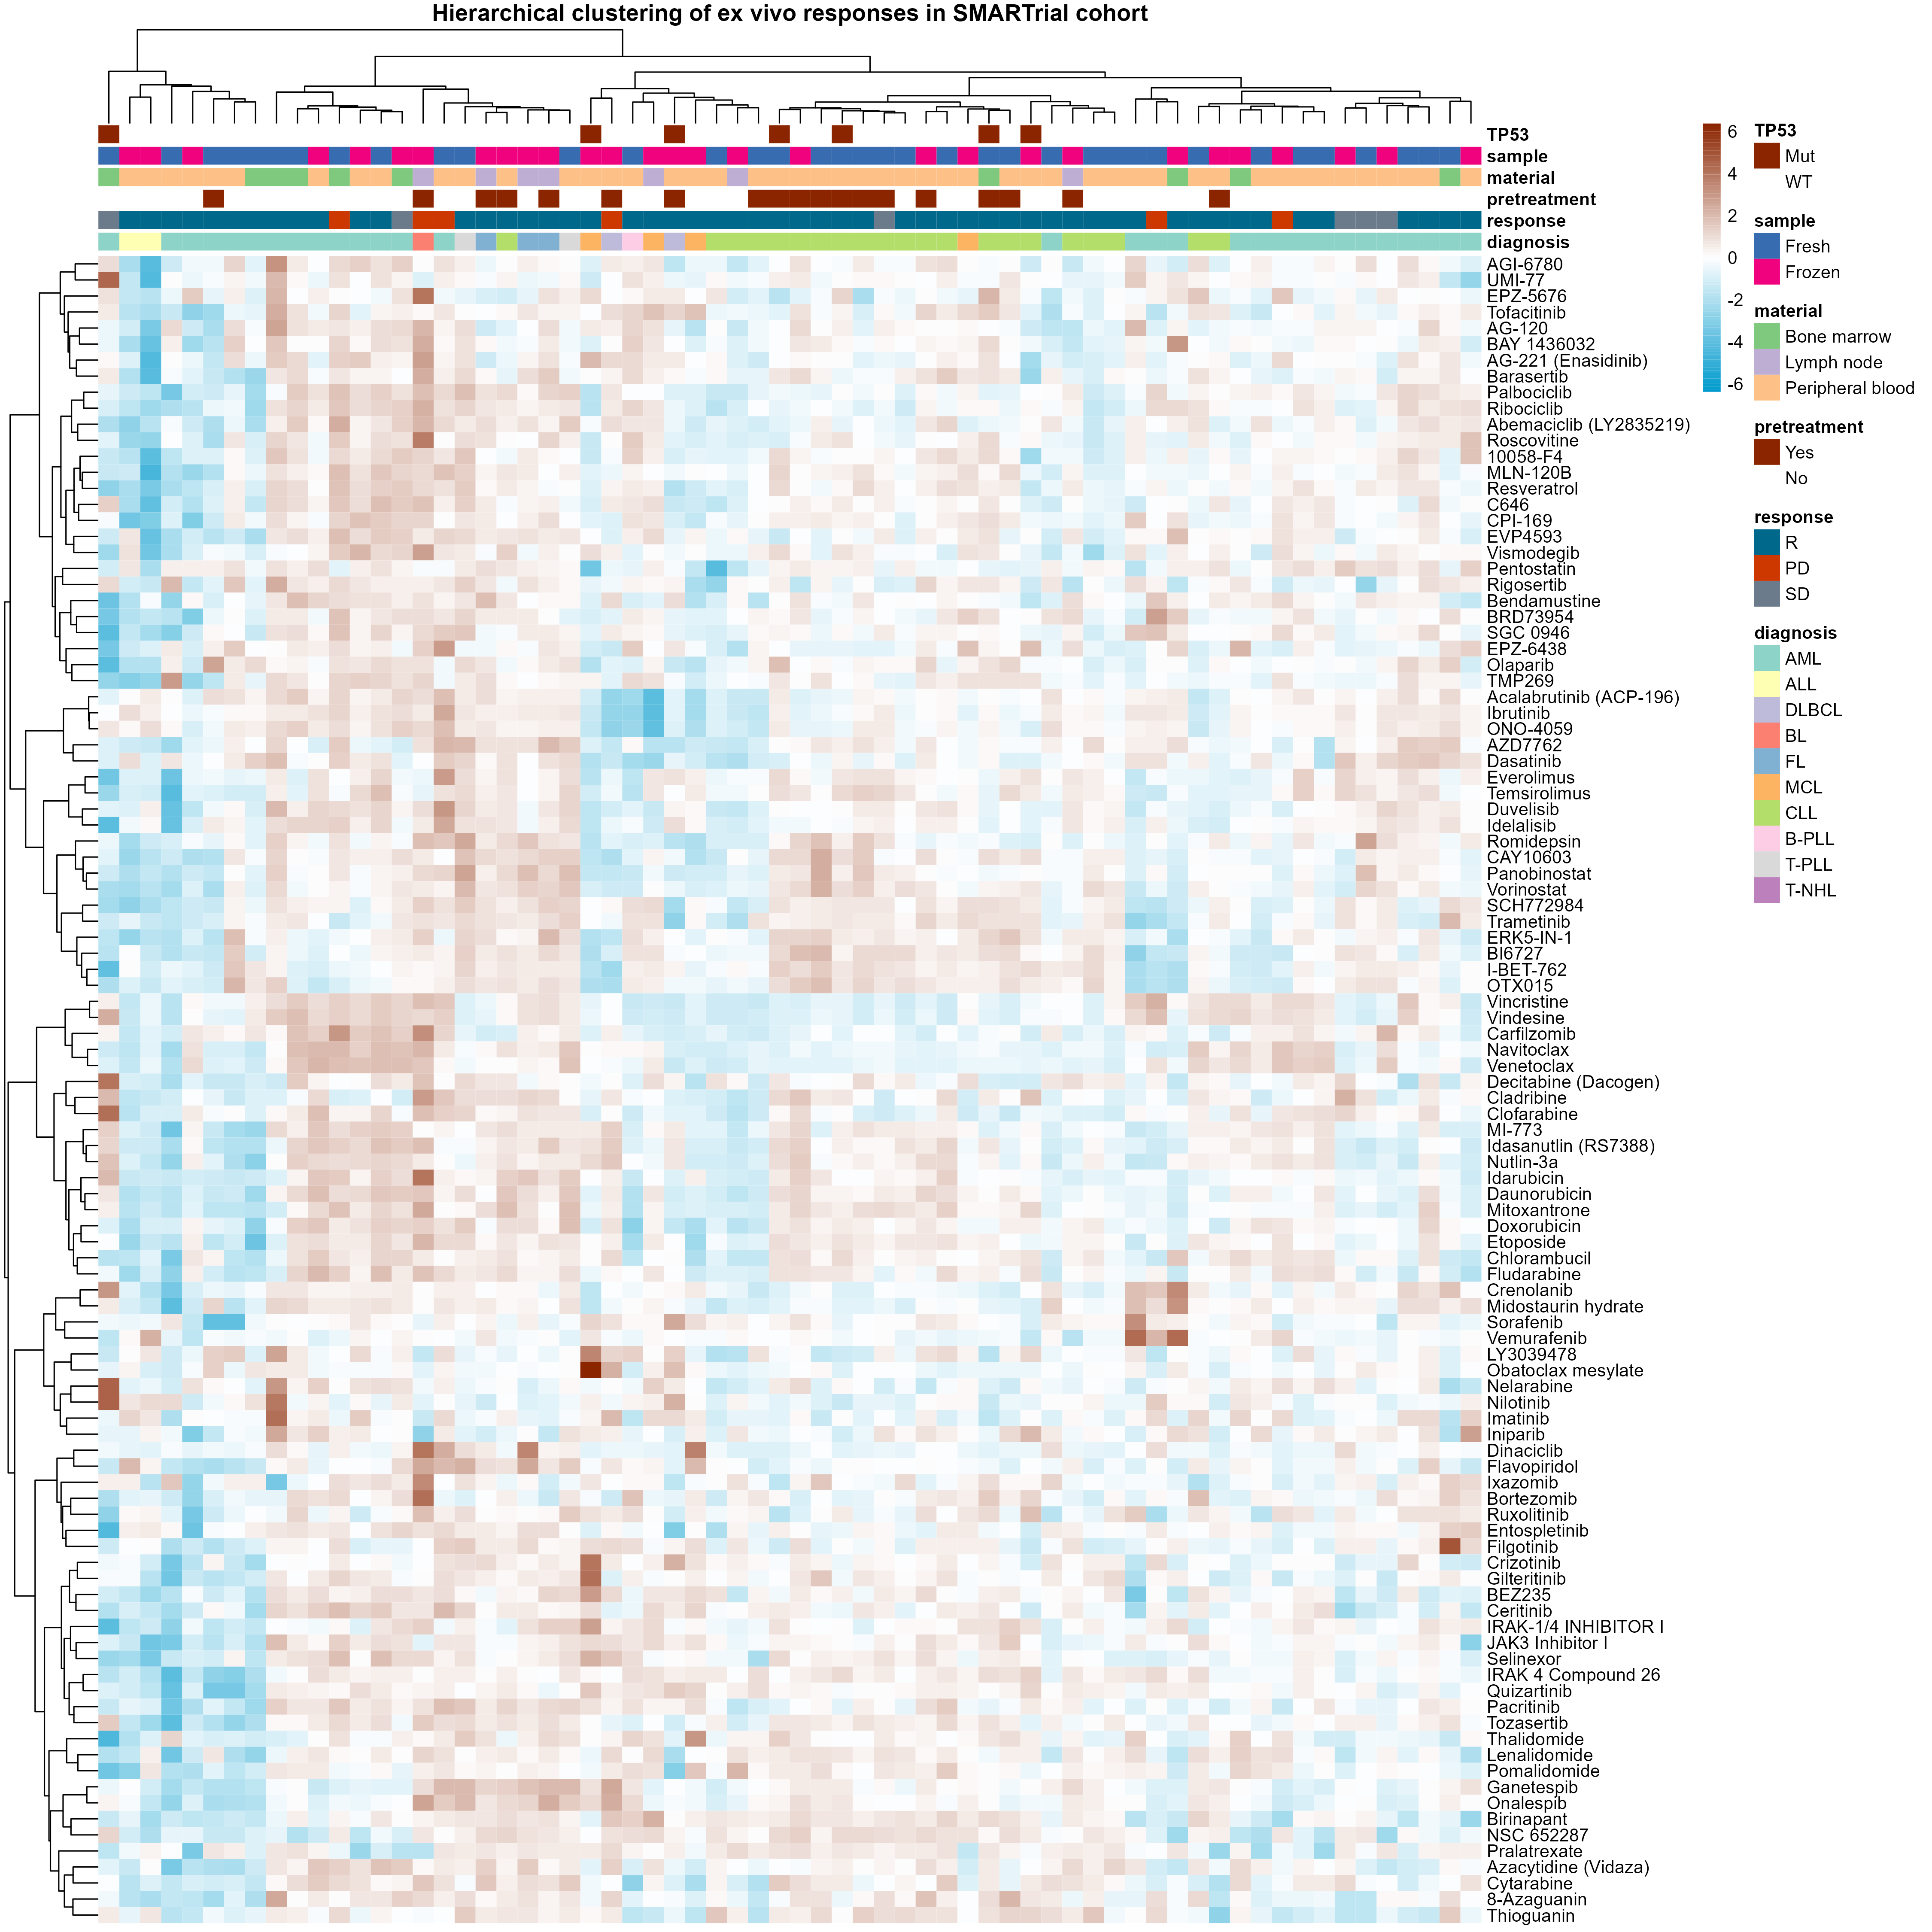 Hierarchical clustering of ex vivo responses in SMARTrial cohort
TP53
sample
material
pretreatment
response
diagnosis
AGI-6780
UMI-77
EPZ-5676
Tofacitinib
AG-120
BAY 1436032
AG-221 (Enasidinib)
Barasertib
Palbociclib
Ribociclib
Abemaciclib (LY2835219)
Roscovitine
10058-F4
MLN-120B
Resveratrol
C646
CPI-169
EVP4593
Vismodegib
Pentostatin
Rigosertib
Bendamustine
BRD73954
SGC 0946
EPZ-6438
Olaparib
TMP269
Acalabrutinib (ACP-196)
Ibrutinib
ONO-4059
AZD7762
Dasatinib
Everolimus
Temsirolimus
Duvelisib
Idelalisib
Romidepsin
CAY10603
Panobinostat
Vorinostat
SCH772984
Trametinib
ERK5-IN-1
BI6727
I-BET-762
OTX015
Vincristine
Vindesine
Carfilzomib
Navitoclax
Venetoclax
Decitabine (Dacogen)
Cladribine
Clofarabine
MI-773
Idasanutlin (RS7388)
Nutlin-3a
Idarubicin
Daunorubicin
Mitoxantrone
Doxorubicin
Etoposide
Chlorambucil
Fludarabine
Crenolanib
Midostaurin hydrate
Sorafenib
Vemurafenib
LY3039478
Obatoclax mesylate
Nelarabine
Nilotinib
Imatinib
Iniparib
Dinaciclib
Flavopiridol
Ixazomib
Bortezomib
Ruxolitinib
Entospletinib
Filgotinib
Crizotinib
Gilteritinib
BEZ235
Ceritinib
IRAK-1/4 INHIBITOR I
JAK3 Inhibitor I
Selinexor
IRAK 4 Compound 26
Quizartinib
Pacritinib
Tozasertib
Thalidomide
Lenalidomide
Pomalidomide
Ganetespib
Onalespib
Birinapant
NSC 652287
Pralatrexate
Azacytidine (Vidaza)
Cytarabine
8-Azaguanin
Thioguanin
6
4
2
0
-2
-4
-6
TP53
Mut
WT
sample
Fresh
Frozen
material
Bone marrow
Lymph node
Peripheral blood
pretreatment
Yes
No
response
R
PD
SD
diagnosis
AML
ALL
DLBCL
BL
FL
MCL
CLL
B-PLL
T-PLL
T-NHL